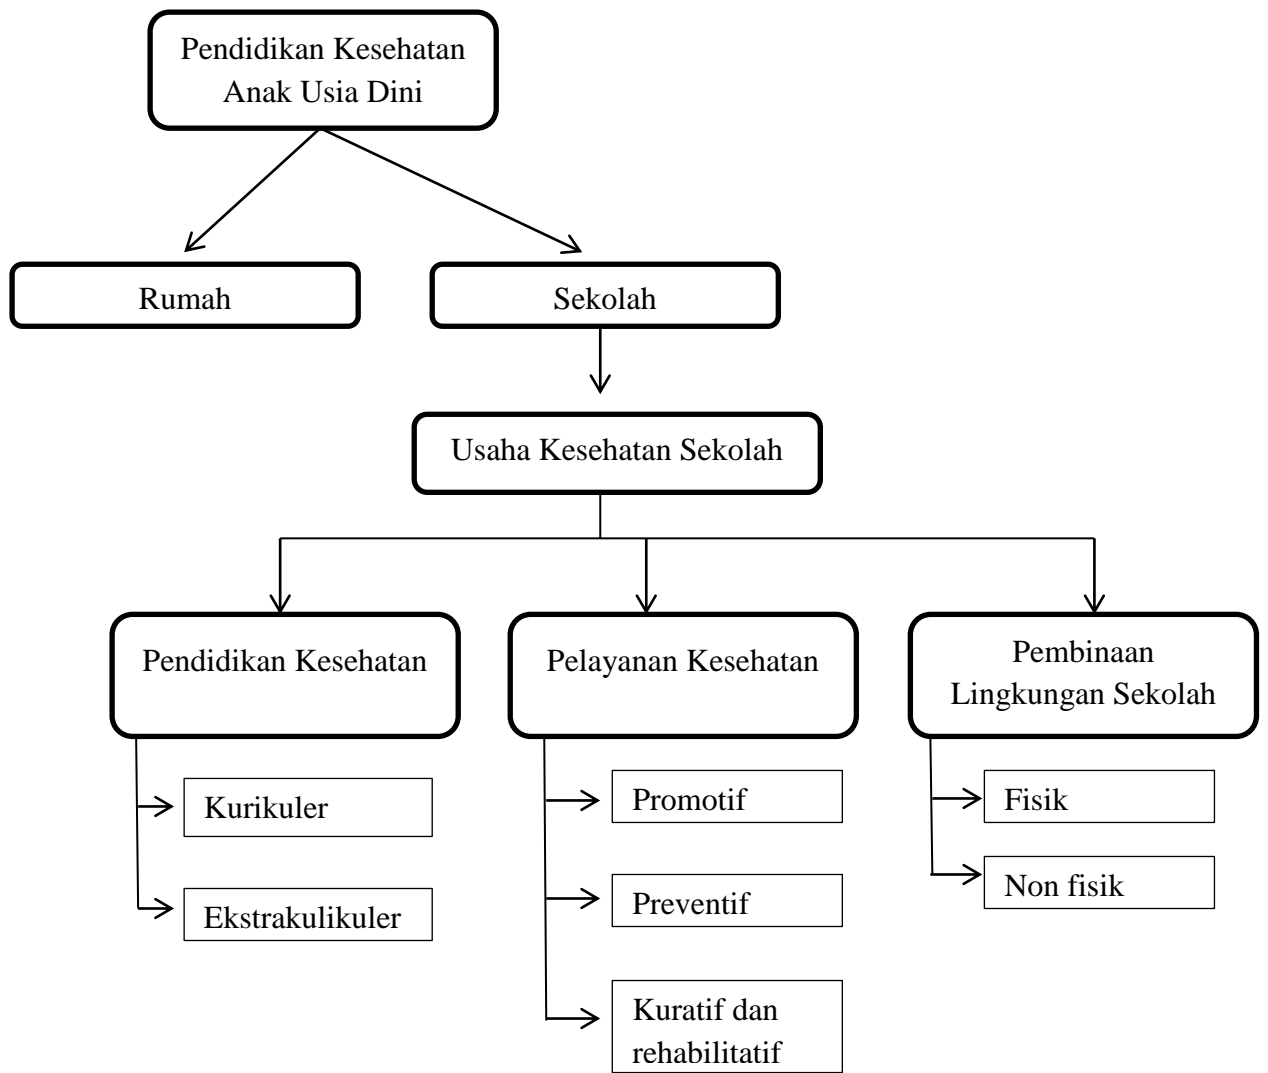 Pendidikan Kesehatan
Anak Usia Dini
Rumah
Sekolah
Usaha Kesehatan Sekolah
Pendidikan Kesehatan
Pelayanan Kesehatan
Pembinaan
Lingkungan Sekolah
Kurikuler
Ekstrakulikuler
Promotif
Preventif
Kuratif dan
rehabilitatif
Fisik
Non fisik